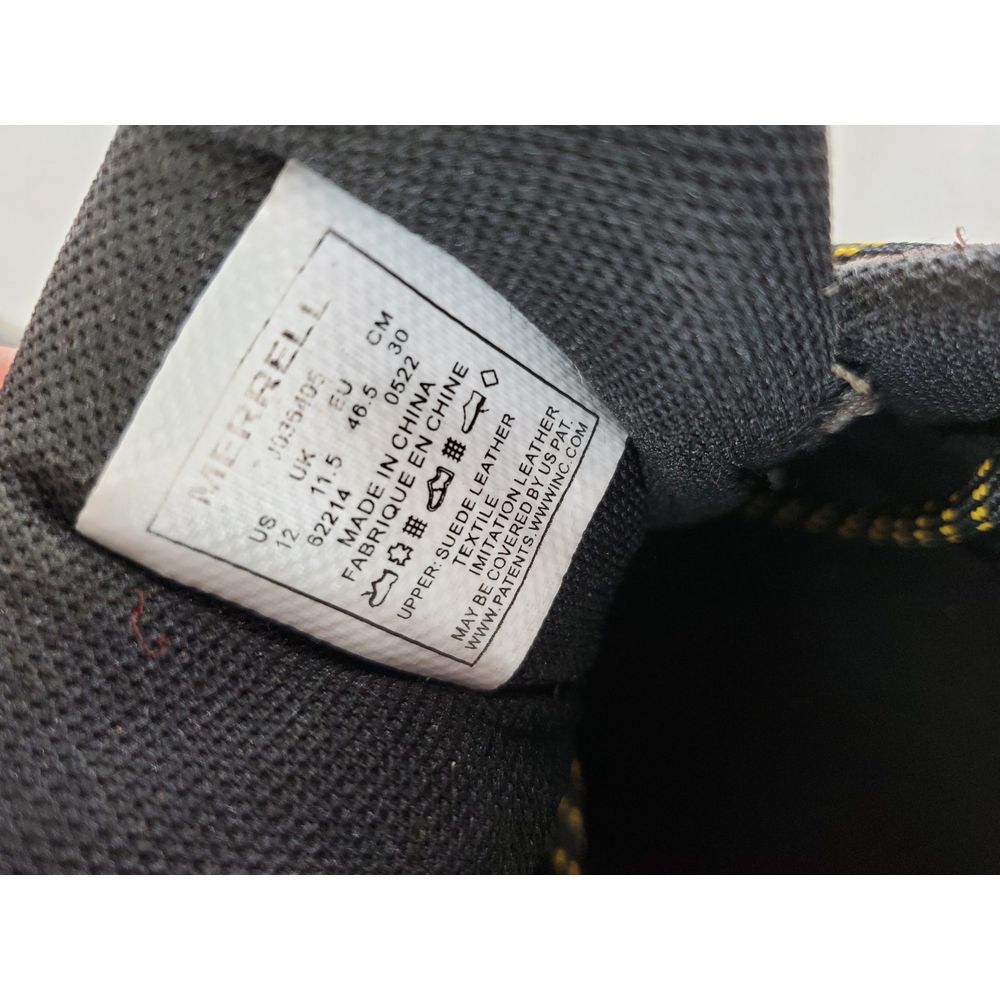 MERRELL
US UK EU CM
12 11.5 46.5 30
62214 0522
MADE IN CHINA
FABRIQUE EN CHINE
UPPER: SUEDE LEATHER
TEXTILE
IMITATION LEATHER
MAY BE COVERED BY US PAT.
WWW.PATENTS.WWWINC.COM